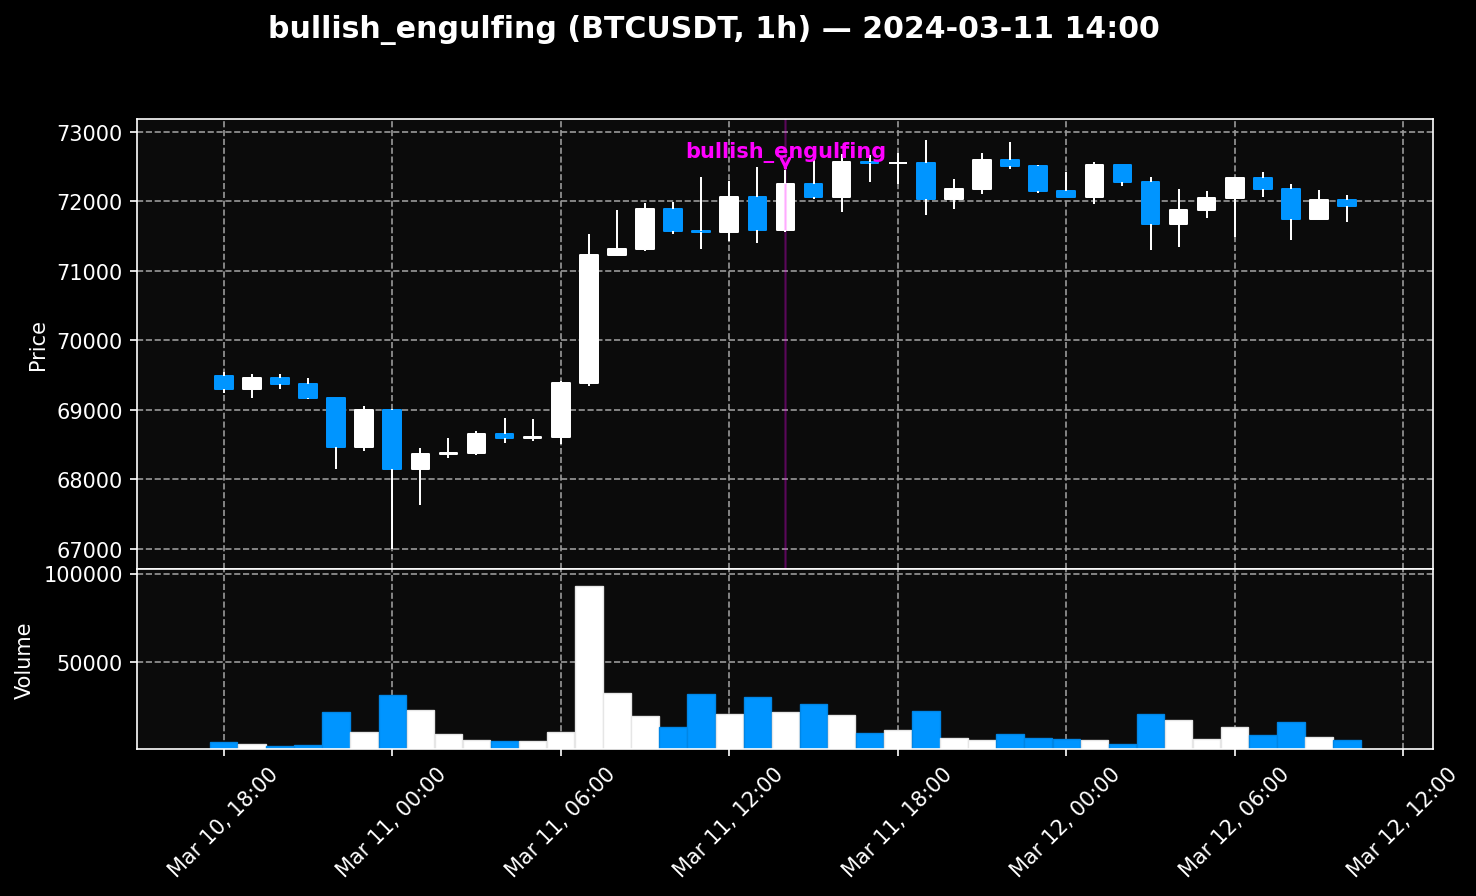 bullish_engulfing (BTCUSDT, 1h) — 2024-03-11 14:00
73000
bullish_engulfing
72000
71000
70000
69000
68000
67000
Price
100000
50000
Volume
Mar 10, 18:00
Mar 11, 00:00
Mar 11, 06:00
Mar 11, 12:00
Mar 11, 18:00
Mar 12, 00:00
Mar 12, 06:00
Mar 12, 12:00